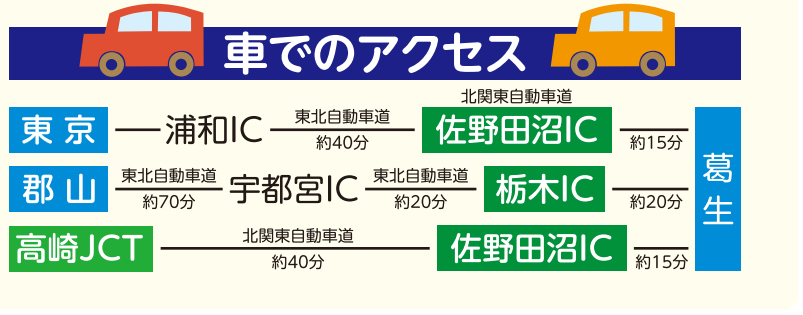 車でのアクセス
北関東自動車道
東京 浦和IC 東北自動車道 約40分 佐野田沼IC 約15分
郡山 東北自動車道 約70分 宇都宮IC 東北自動車道 約20分 栃木IC 約20分
高崎JCT 北関東自動車道 約40分 佐野田沼IC 約15分
葛生